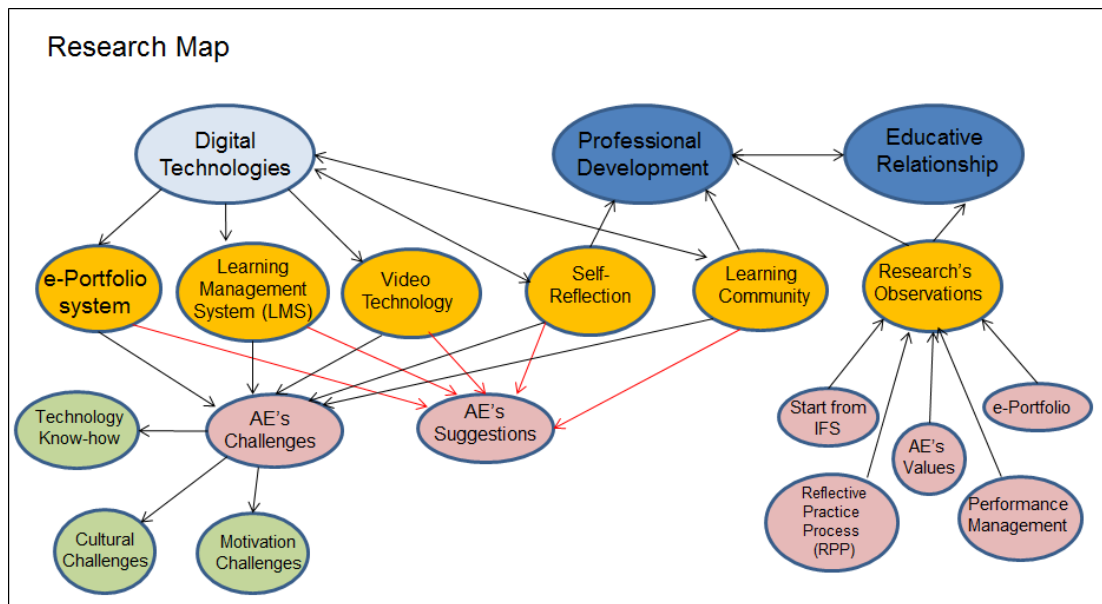 Research Map
Digital
Technologies
Professional
Development
Educative
Relationship
e-Portfolio
system
Learning
Management
System (LMS)
Video
Technology
Self-
Reflection
Learning
Community
Research's
Observations
Technology
Know-how
AE's
Challenges
AE's
Suggestions
Start from
IFS
AE's
Values
e-Portfolio
Reflective
Practice
Process
(RPP)
Performance
Management
Cultural
Challenges
Motivation
Challenges